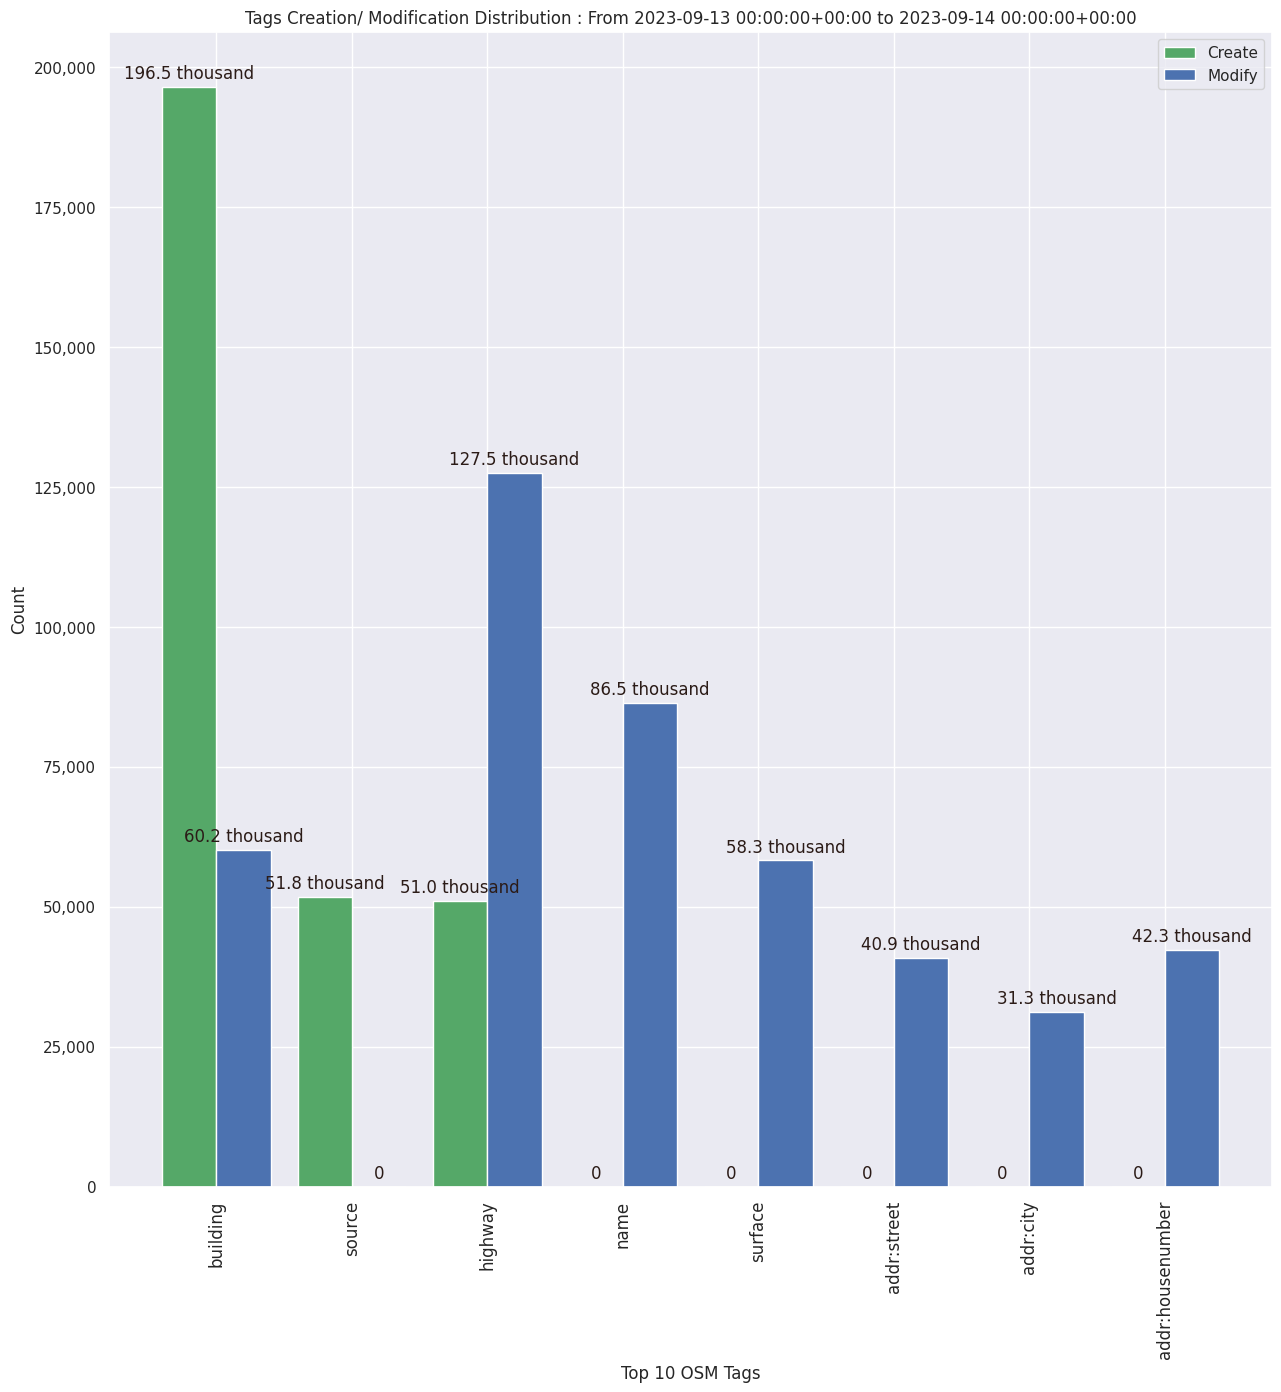 Tags Creation/ Modification Distribution : From 2023-09-13 00:00:00+00:00 to 2023-09-14 00:00:00+00:00
Create
Modify
200,000
175,000
150,000
125,000
100,000
75,000
50,000
25,000
0
Count
196.5 thousand
60.2 thousand
51.8 thousand
0
51.0 thousand
127.5 thousand
0
86.5 thousand
0
58.3 thousand
0
40.9 thousand
0
31.3 thousand
0
42.3 thousand
building
source
highway
name
surface
addr:street
addr:city
addr:housenumber
Top 10 OSM Tags